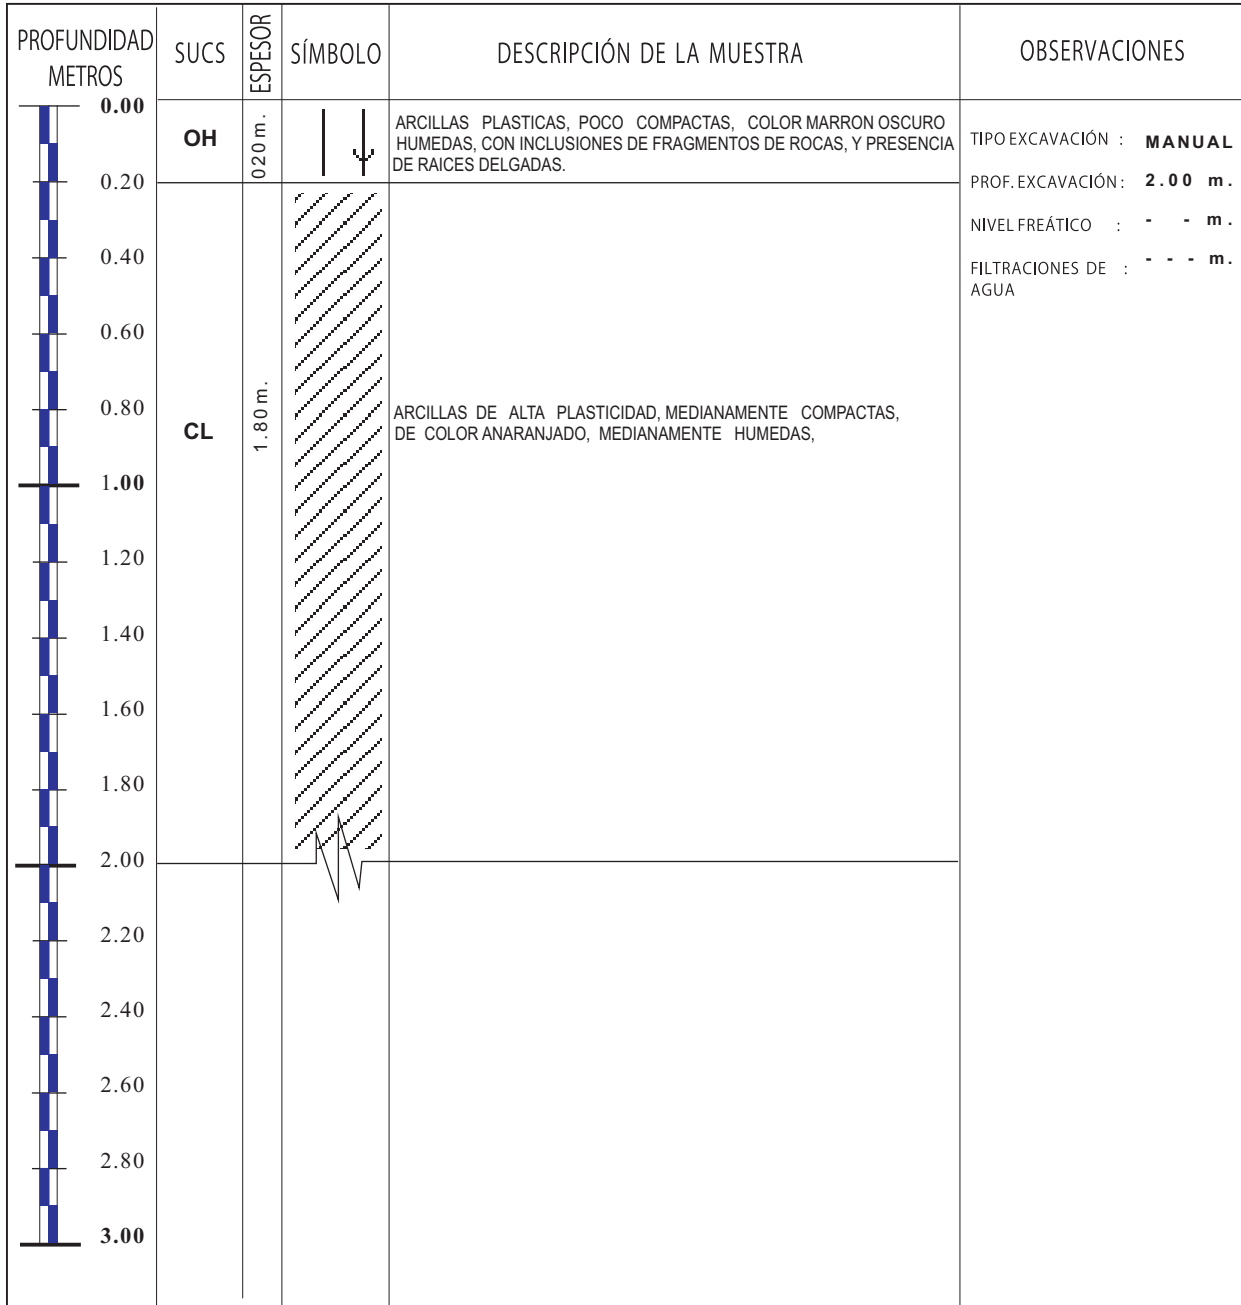 PROFUNDIDAD
METROS
SUCS
ESPESOR
SÍMBOLO
DESCRIPCIÓN DE LA MUESTRA
OBSERVACIONES
0.00
OH
020 m.
ARCILLAS PLASTICAS, POCO COMPACTAS, COLOR MARRON OSCURO
HUMEDAS, CON INCLUSIONES DE FRAGMENTOS DE ROCAS, Y PRESENCIA
DE RAICES DELGADAS.
TIPO EXCAVACIÓN : MANUAL
PROF. EXCAVACIÓN: 2.00 m.
NIVEL FREÁTICO : - - m.
FILTRACIONES DE : - - - m.
AGUA
0.20
0.40
0.60
0.80
CL
1.80 m.
ARCILLAS DE ALTA PLASTICIDAD, MEDIANAMENTE COMPACTAS,
DE COLOR ANARANJADO, MEDIANAMENTE HUMEDAS,
1.00
1.20
1.40
1.60
1.80
2.00
2.20
2.40
2.60
2.80
3.00